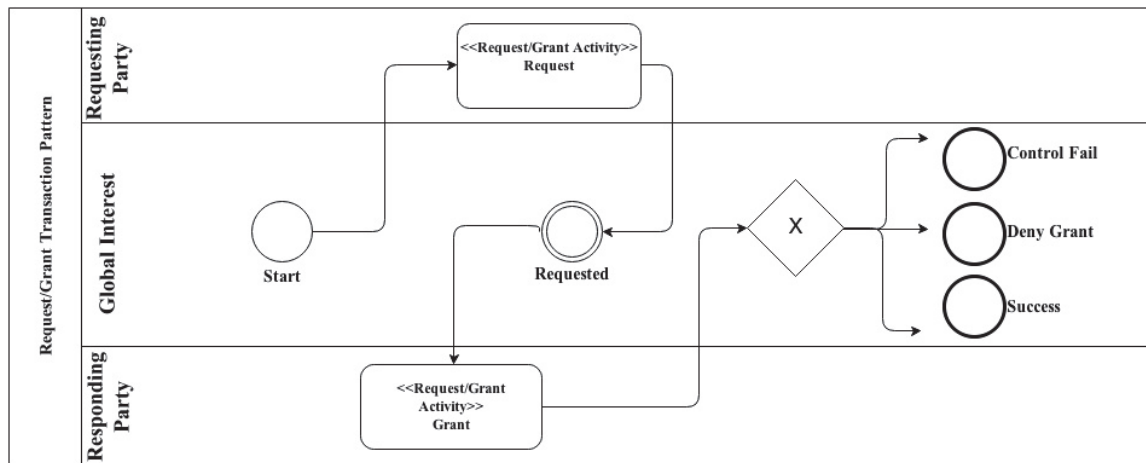 Request/Grant Transaction Pattern
Requesting
Party
<<Request/Grant Activity>>
Request
Global Interest
Start
Requested
X
Control Fail
Deny Grant
Success
Responding
Party
<<Request/Grant
Activity>>
Grant